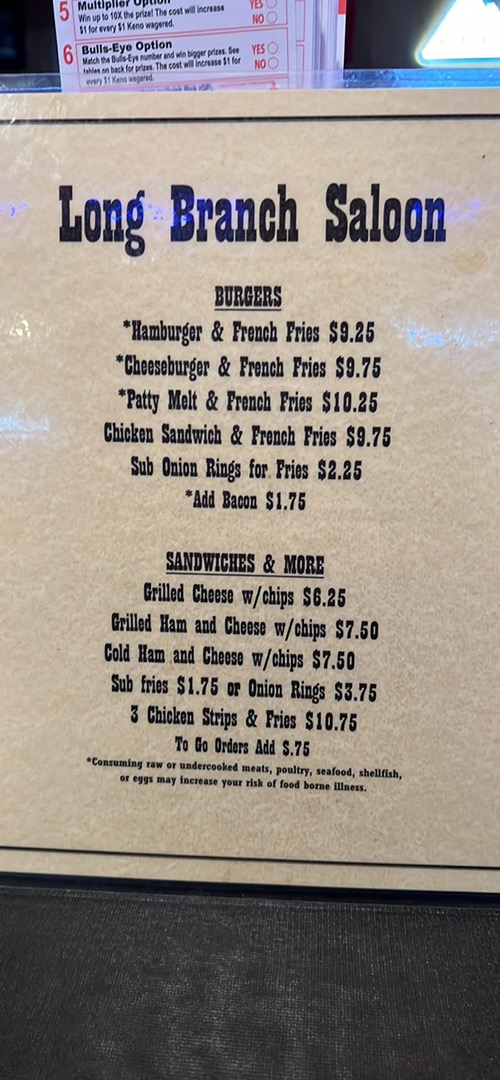 5 Multiplier Option YES
Win up to 10X the prize! The cost will increase
$1 for every $1 Keno wagered. NO
6 Bulls-Eye Option
Match the Bulls-Eye number and win bigger prizes. See YES
tables on back for prizes. The cost will increase $1 for NO
every $1 Keno wagered.
Long Branch Saloon
BURGERS
*Hamburger & French Fries $9.25
*Cheeseburger & French Fries $9.75
*Patty Melt & French Fries $10.25
Chicken Sandwich & French Fries $9.75
Sub Onion Rings for Fries $2.25
*Add Bacon $1.75
SANDWICHES & MORE
Grilled Cheese w/chips $6.25
Grilled Ham and Cheese w/chips $7.50
Cold Ham and Cheese w/chips $7.50
Sub fries $1.75 or Onion Rings $3.75
3 Chicken Strips & Fries $10.75
To Go Orders Add $.75
*Consuming raw or undercooked meats, poultry, seafood, shellfish,
or eggs may increase your risk of food borne illness.